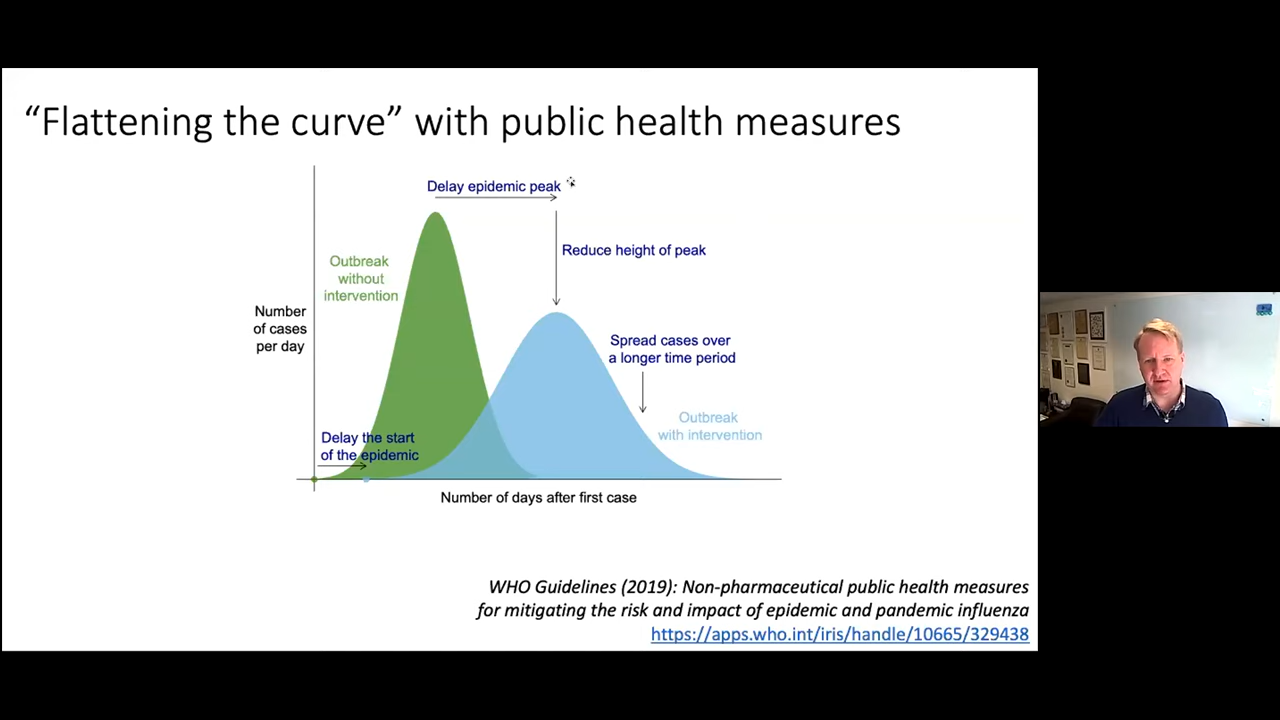 “Flattening the curve” with public health measures
Delay epidemic peak
Reduce height of peak
Outbreak
without
intervention
Number
of cases
per day
Spread cases over
a longer time period
Outbreak
with intervention
Delay the start
of the epidemic
Number of days after first case
WHO Guidelines (2019): Non-pharmaceutical public health measures
for mitigating the risk and impact of epidemic and pandemic influenza
https://apps.who.int/iris/handle/10665/329438